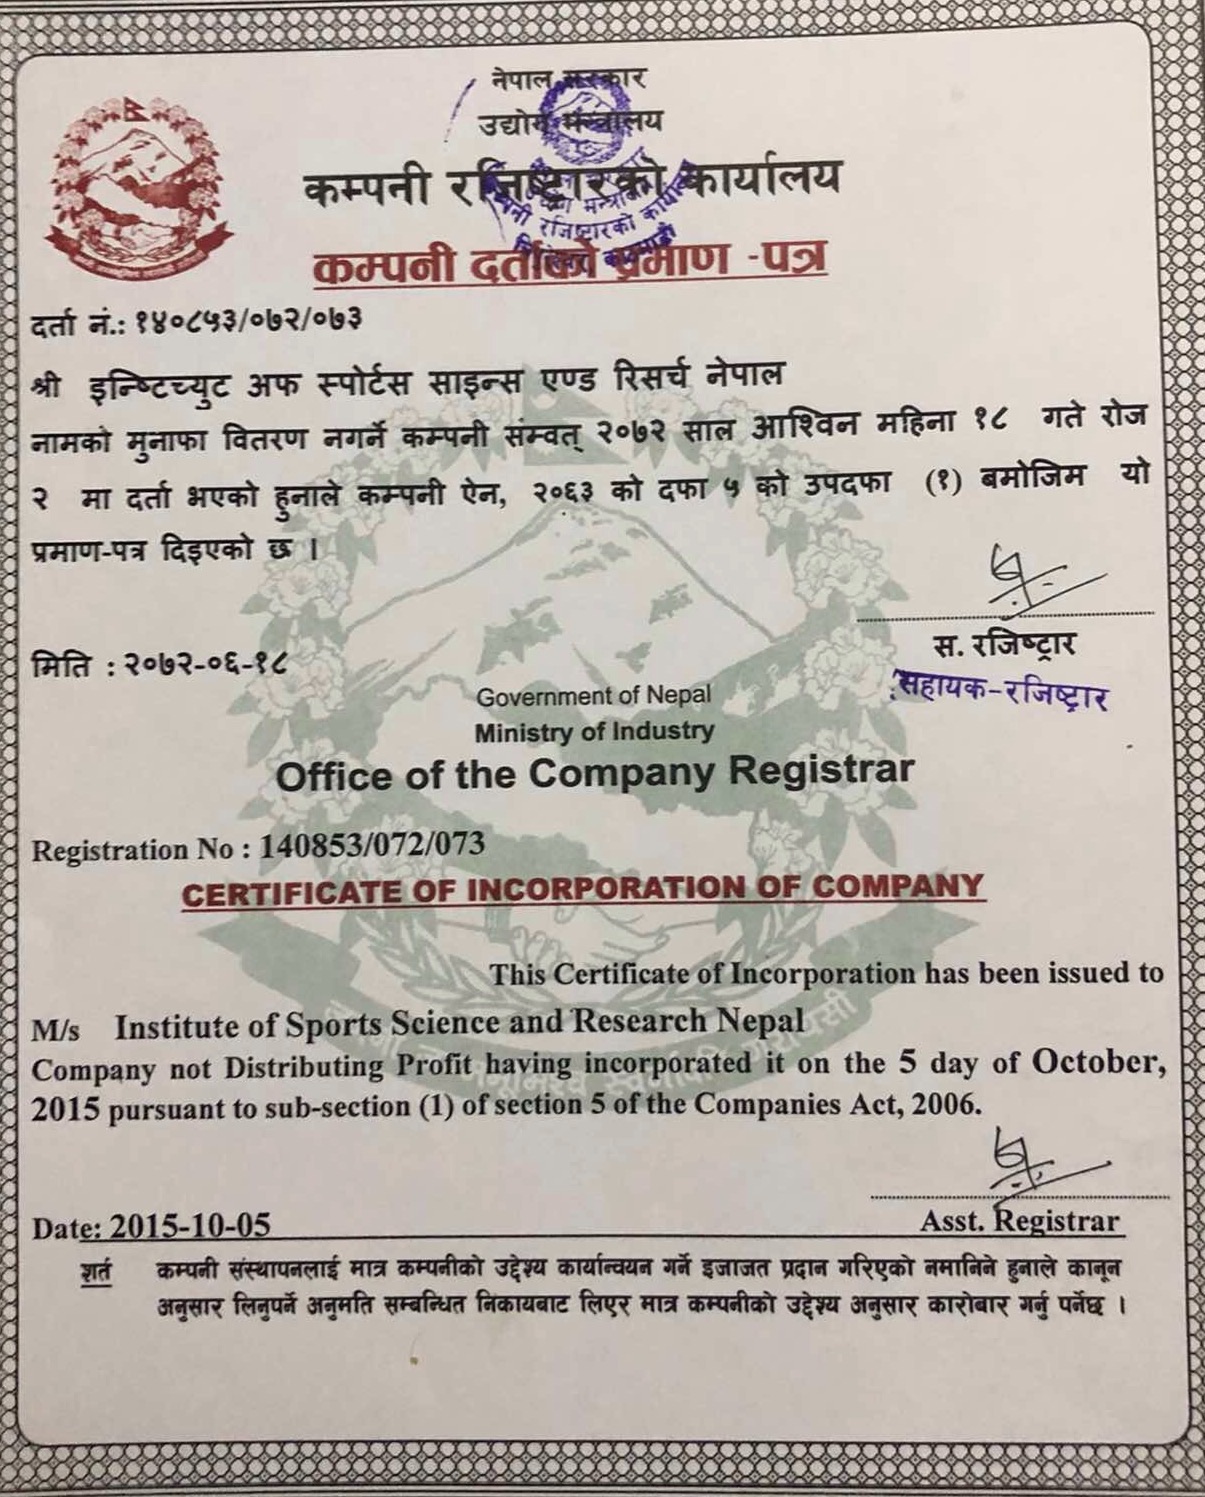 नेपाल सरकार
उद्योग मन्त्रालय
कम्पनी रजिष्ट्रारको कार्यालय
कम्पनी दर्ताको प्रमाण -पत्र
दर्ता नं.: १४०८५३/०७२/०७३
श्री इन्ष्टिच्युट अफ स्पोर्टस साइन्स एण्ड रिसर्च नेपाल
नामको मुनाफा वितरण नगर्ने कम्पनी संम्वत् २०७२ साल आश्विन महिना १८ गते रोज
२ मा दर्ता भएको हुनाले कम्पनी ऐन, २०६३ को दफा ५ को उपदफा (१) बमोजिम यो
प्रमाण-पत्र दिइएको छ ।
स. रजिष्ट्रार
मिति : २०७२-०६-१८
सहायक-रजिष्ट्रार
Government of Nepal
Ministry of Industry
Office of the Company Registrar
Registration No : 140853/072/073
CERTIFICATE OF INCORPORATION OF COMPANY
This Certificate of Incorporation has been issued to
M/s Institute of Sports Science and Research Nepal
Company not Distributing Profit having incorporated it on the 5 day of October,
2015 pursuant to sub-section (1) of section 5 of the Companies Act, 2006.
Date: 2015-10-05 Asst. Registrar
शर्त कम्पनी संस्थापनलाई मात्र कम्पनीको उद्देश्य कार्यान्वयन गर्ने इजाजत प्रदान गरिएको नमानिने हुनाले कानून
अनुसार लिनुपर्ने अनुमति सम्बन्धित निकायबाट लिएर मात्र कम्पनीको उद्देश्य अनुसार कारोबार गर्नु पर्नेछ ।